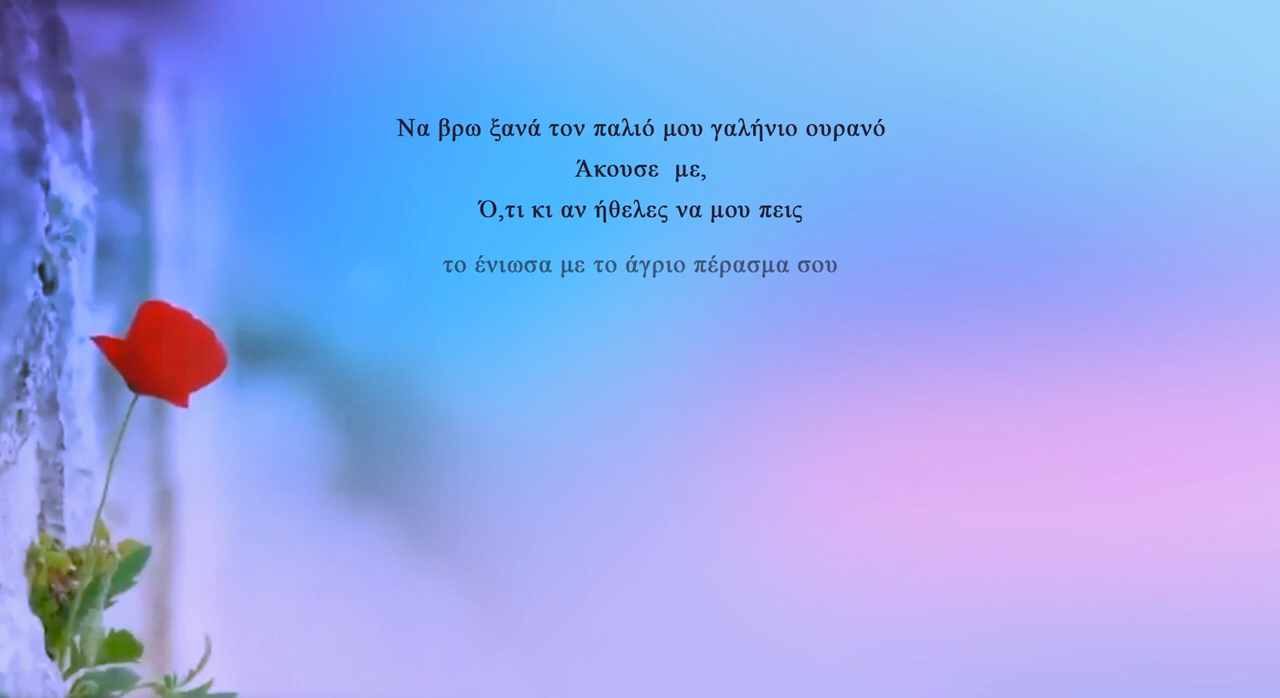 Να βρω ξανά τον παλιό μου γαλήνιο ουρανό
Άκουσε με,
Ό,τι κι αν ήθελες να μου πεις
το ένιωσα με το άγριο πέρασμα σου